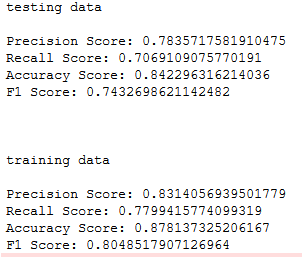 testing data
Precision Score: 0.7835717581910475
Recall Score: 0.7069109075770191
Accuracy Score: 0.842296316214036
F1 Score: 0.7432698621142482
training data
Precision Score: 0.8314056939501779
Recall Score: 0.7799415774099319
Accuracy Score: 0.878137325206167
F1 Score: 0.8048517907126964